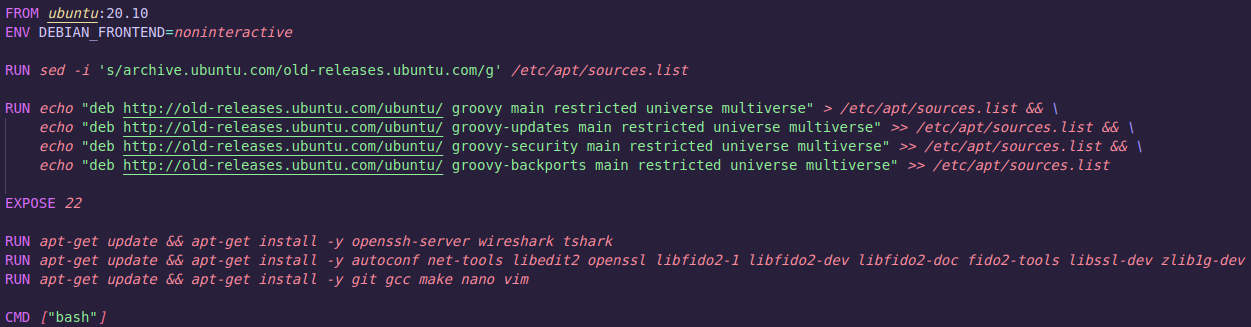 FROM ubuntu:20.10
ENV DEBIAN_FRONTEND=noninteractive
RUN sed -i 's/archive.ubuntu.com/old-releases.ubuntu.com/g' /etc/apt/sources.list
RUN echo "deb http://old-releases.ubuntu.com/ubuntu/ groovy main restricted universe multiverse" > /etc/apt/sources.list && \
echo "deb http://old-releases.ubuntu.com/ubuntu/ groovy-updates main restricted universe multiverse" >> /etc/apt/sources.list && \
echo "deb http://old-releases.ubuntu.com/ubuntu/ groovy-security main restricted universe multiverse" >> /etc/apt/sources.list && \
echo "deb http://old-releases.ubuntu.com/ubuntu/ groovy-backports main restricted universe multiverse" >> /etc/apt/sources.list
EXPOSE 22
RUN apt-get update && apt-get install -y openssh-server wireshark tshark
RUN apt-get update && apt-get install -y autoconf net-tools libedit2 openssl libfido2-1 libfido2-dev libfido2-doc fido2-tools libssl-dev zlib1g-dev
RUN apt-get update && apt-get install -y git gcc make nano vim
CMD ["bash"]